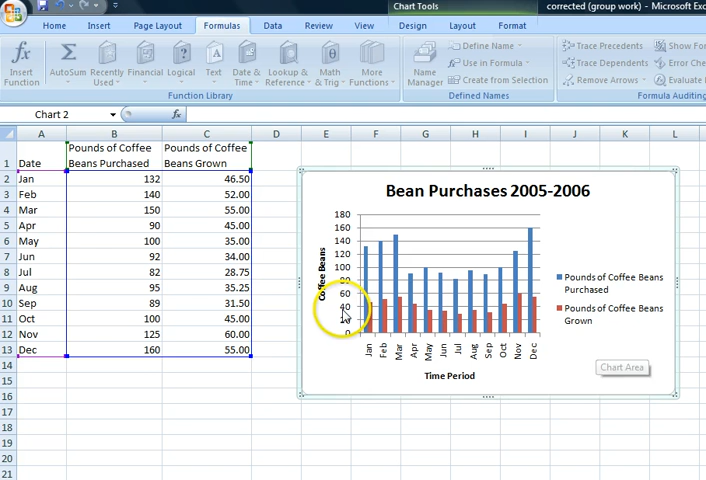 Chart Tools
corrected (group work) - Microsoft Exc
Home Insert Page Layout Formulas Data Review View Design Layout Format
Insert Function
AutoSum
Recently Used
Financial
Logical
Text
Date & Time
Lookup & Reference
Math & Trig
More Functions
Function Library
Name Manager
Define Name
Use in Formula
Create from Selection
Defined Names
Trace Precedents
Trace Dependents
Remove Arrows
Show For
Error Che
Evaluate
Formula Auditing
Chart 2
fx
A B C D E F G H I J K L
1 Date Pounds of Coffee Beans Purchased Pounds of Coffee Beans Grown
2 Jan 132 46.50
3 Feb 140 52.00
4 Mar 150 55.00
5 Apr 90 45.00
6 May 100 35.00
7 Jun 92 34.00
8 Jul 82 28.75
9 Aug 95 35.25
10 Sep 89 31.50
11 Oct 100 45.00
12 Nov 125 60.00
13 Dec 160 55.00
14
15
16
17
18
19
20
21
Bean Purchases 2005-2006
180
160
140
120
100
80
60
40
20
0
Coffee Beans
Jan Feb Mar Apr May Jun Jul Aug Sep Oct Nov Dec
Time Period
Pounds of Coffee Beans
Purchased
Pounds of Coffee Beans
Grown
Chart Area